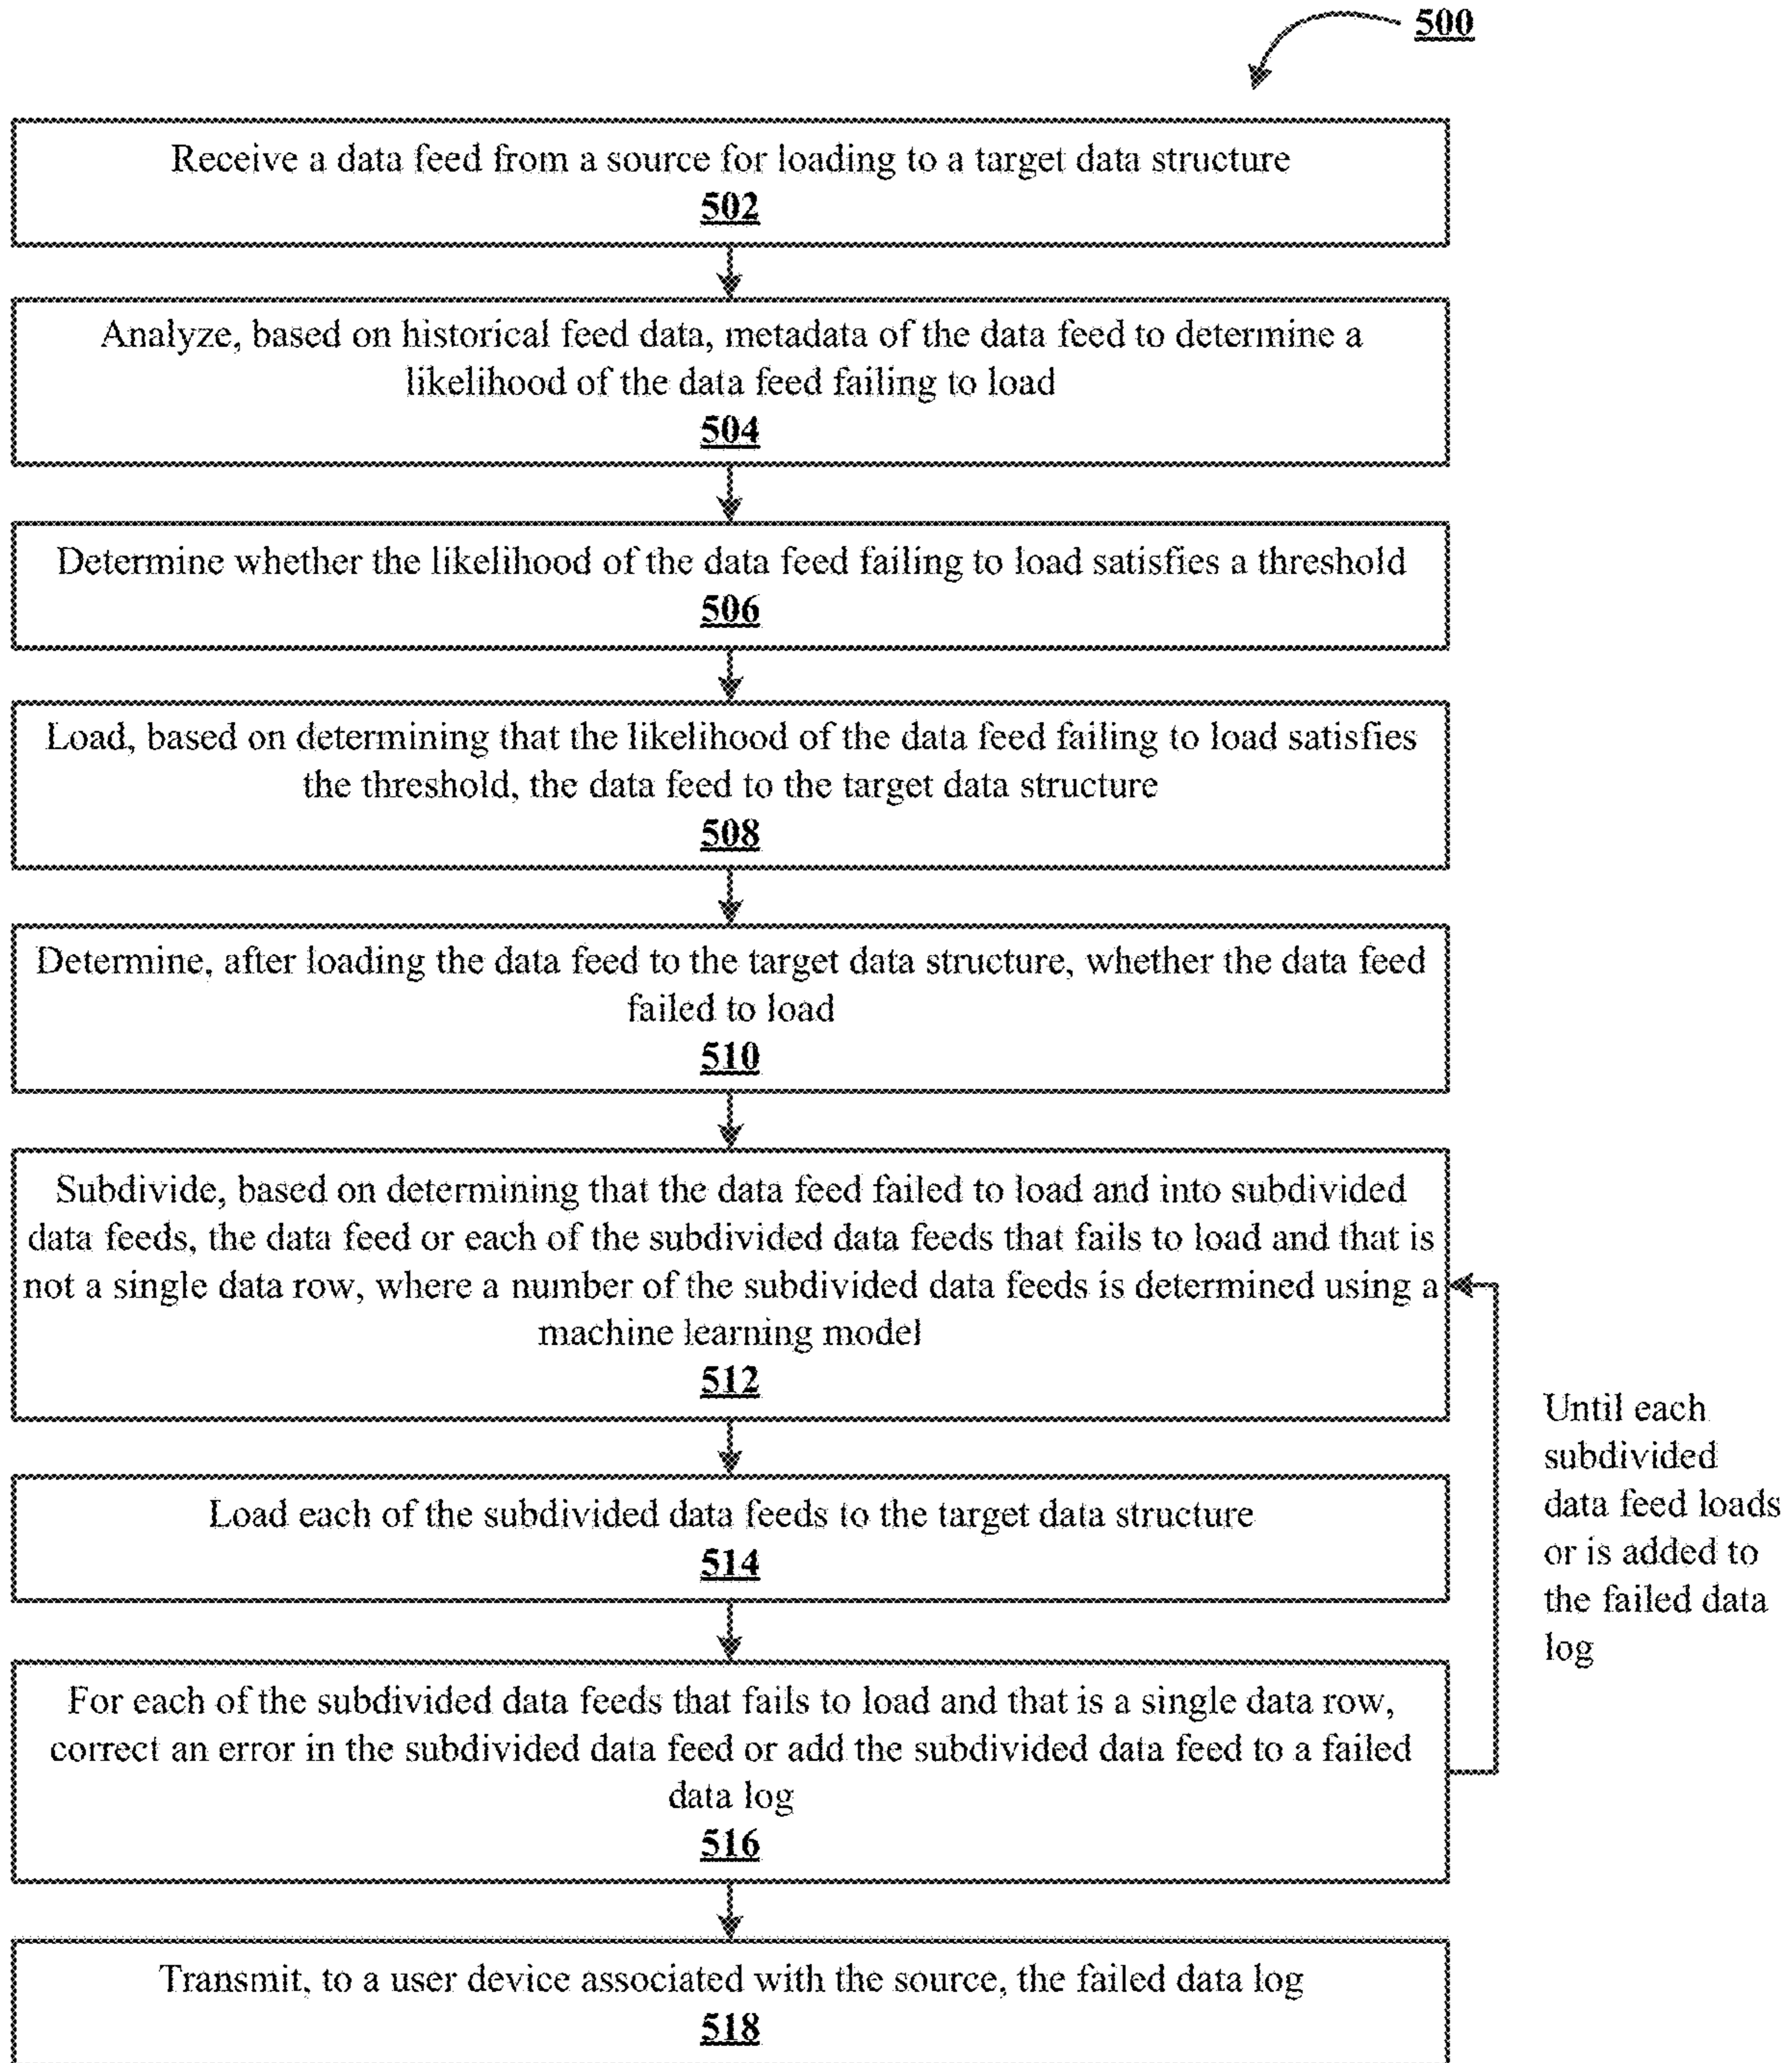 500
Receive a data feed from a source for loading to a target data structure
502
Analyze, based on historical feed data, metadata of the data feed to determine a
likelihood of the data feed failing to load
504
Determine whether the likelihood of the data feed failing to load satisfies a threshold
506
Load, based on determining that the likelihood of the data feed failing to load satisfies
the threshold, the data feed to the target data structure
508
Determine, after loading the data feed to the target data structure, whether the data feed
failed to load
510
Subdivide, based on determining that the data feed failed to load and into subdivided
data feeds, the data feed or each of the subdivided data feeds that fails to load and that is
not a single data row, where a number of the subdivided data feeds is determined using a
machine learning model
512
Load each of the subdivided data feeds to the target data structure
514
For each of the subdivided data feeds that fails to load and that is a single data row,
correct an error in the subdivided data feed or add the subdivided data feed to a failed
data log
516
Until each
subdivided
data feed loads
or is added to
the failed data
log
Transmit, to a user device associated with the source, the failed data log
518